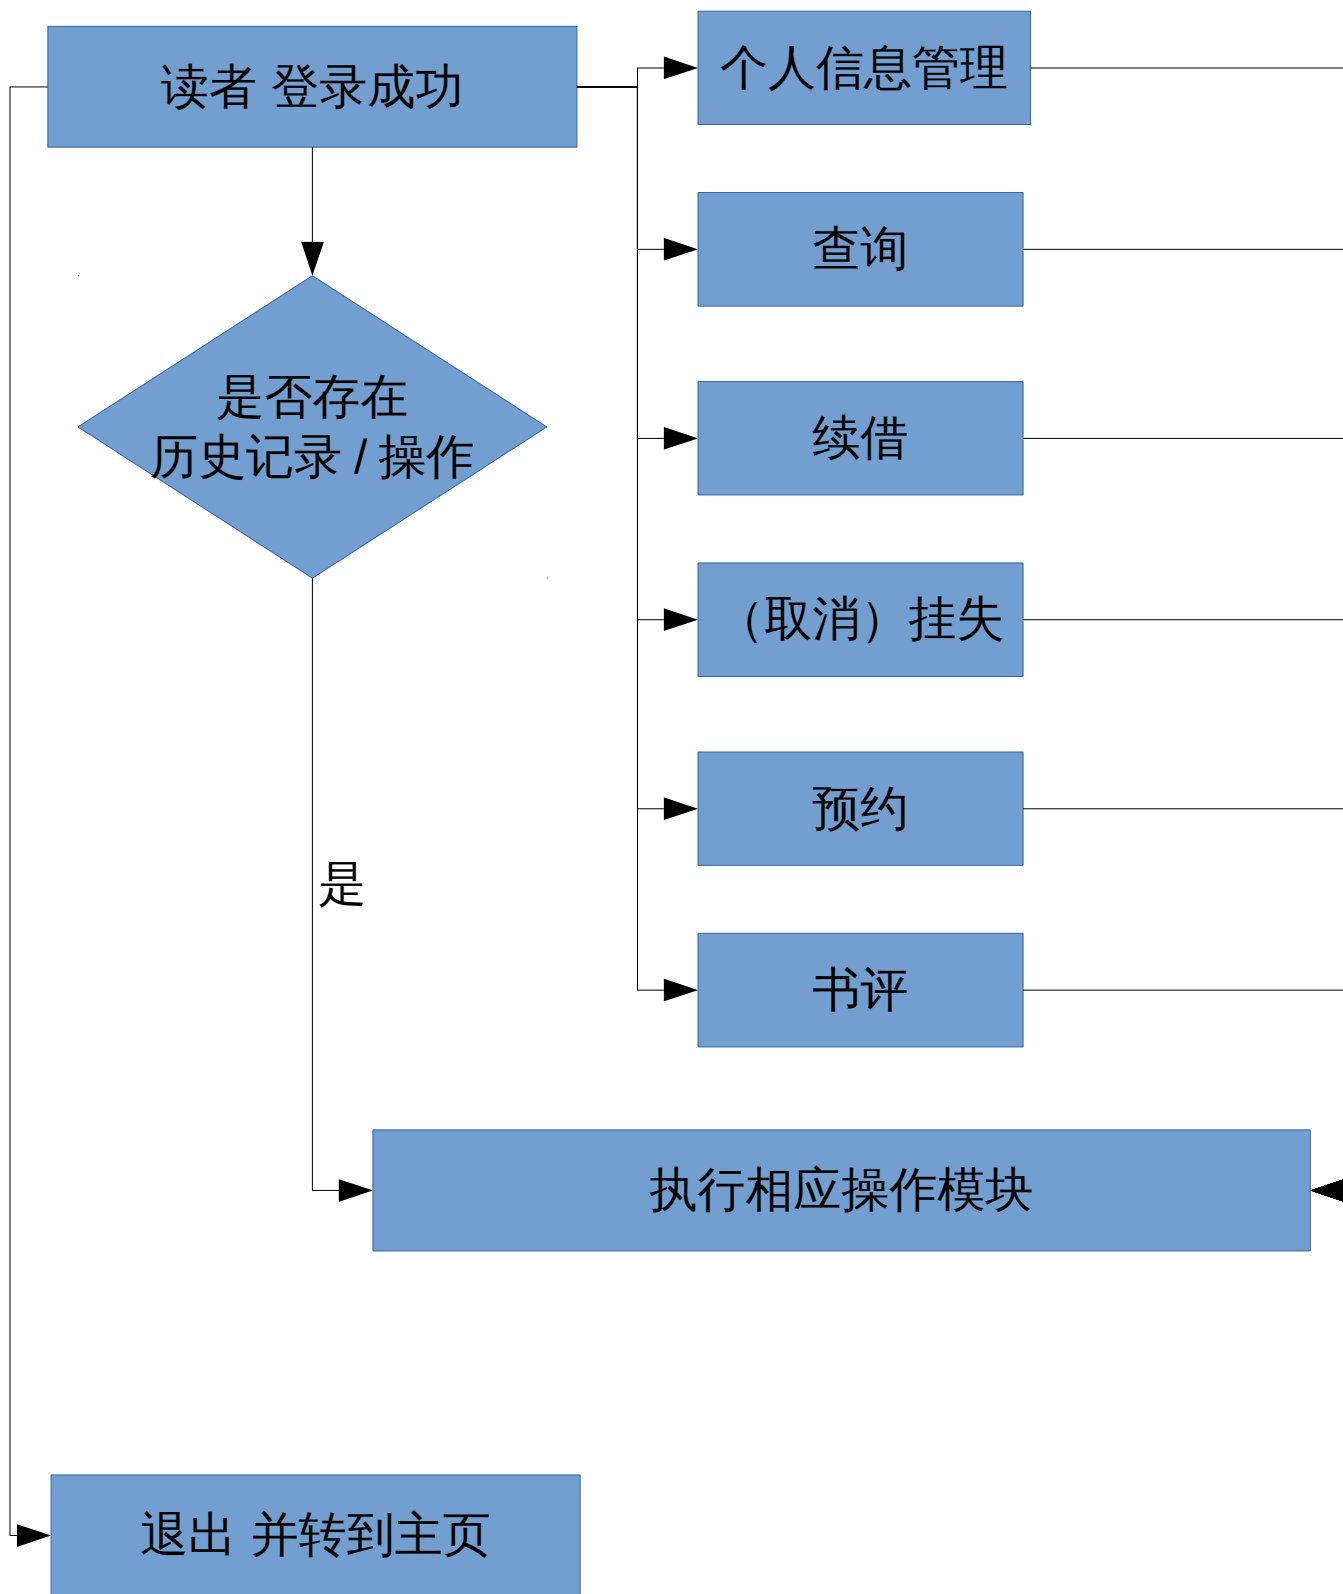 读者 登录成功
个人信息管理
查询
是否存在
历史记录 / 操作
续借
（取消）挂失
预约
是
书评
执行相应操作模块
退出 并转到主页